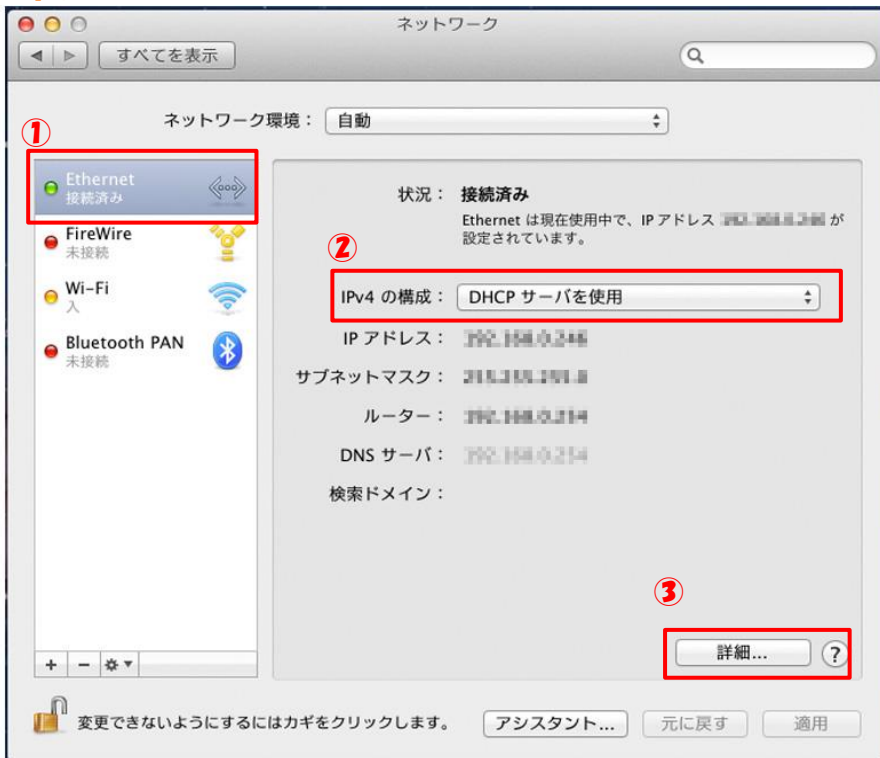 ネットワーク
すべてを表示
ネットワーク環境： 自動
①
Ethernet
接続済み
FireWire
未接続
Wi-Fi
入
Bluetooth PAN
未接続
状況： 接続済み
Ethernet は現在使用中で、IP アドレス が
設定されています。
②
IPv4 の構成： DHCP サーバを使用
IP アドレス：
サブネットマスク：
ルーター：
DNS サーバ：
検索ドメイン：
③
詳細... ?
+ −
変更できないようにするにはカギをクリックします。 アシスタント... 元に戻す 適用